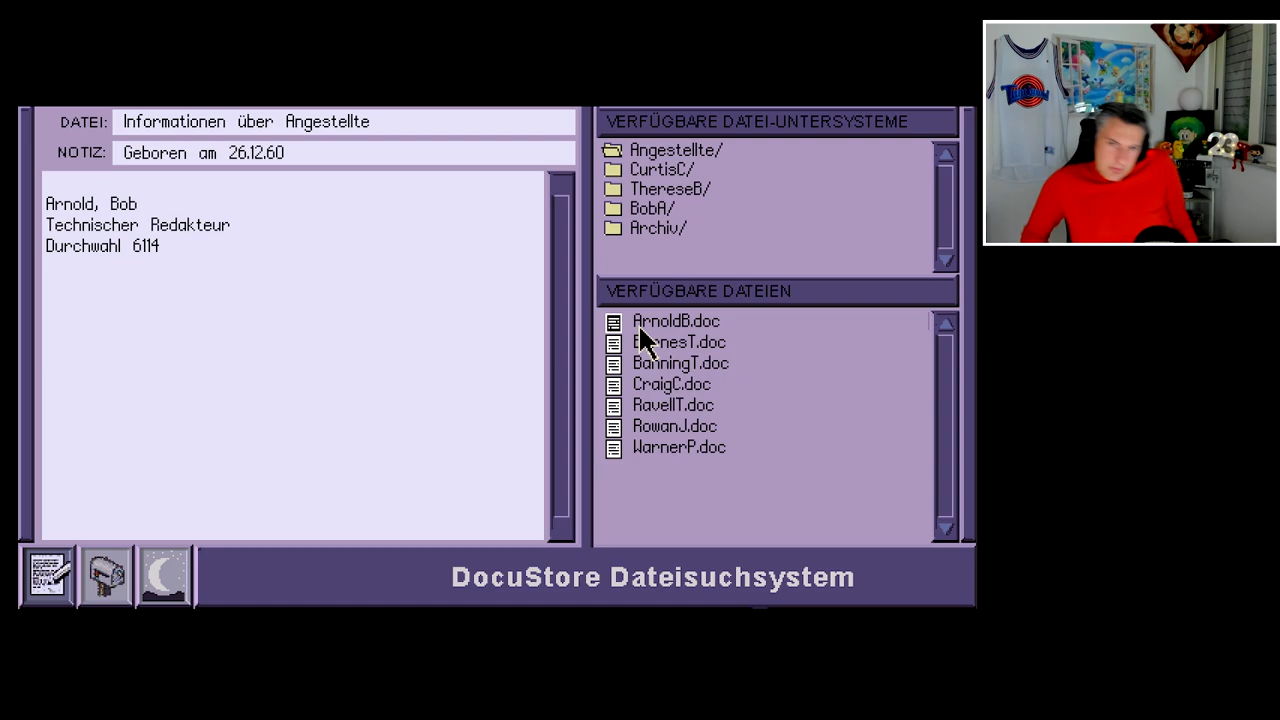 DATEI: Informationen über Angestellte
NOTIZ: Geboren am 26.12.60
Arnold, Bob
Technischer Redakteur
Durchwahl 6114
VERFÜGBARE DATEI-UNTERSYSTEME
Angestellte/
CurtisC/
ThereseB/
BobA/
Archiv/
VERFÜGBARE DATEIEN
ArnoldB.doc
BanningT.doc
CraigC.doc
RavellT.doc
RowanJ.doc
WarnerP.doc
DocuStore Dateisuchsystem
23